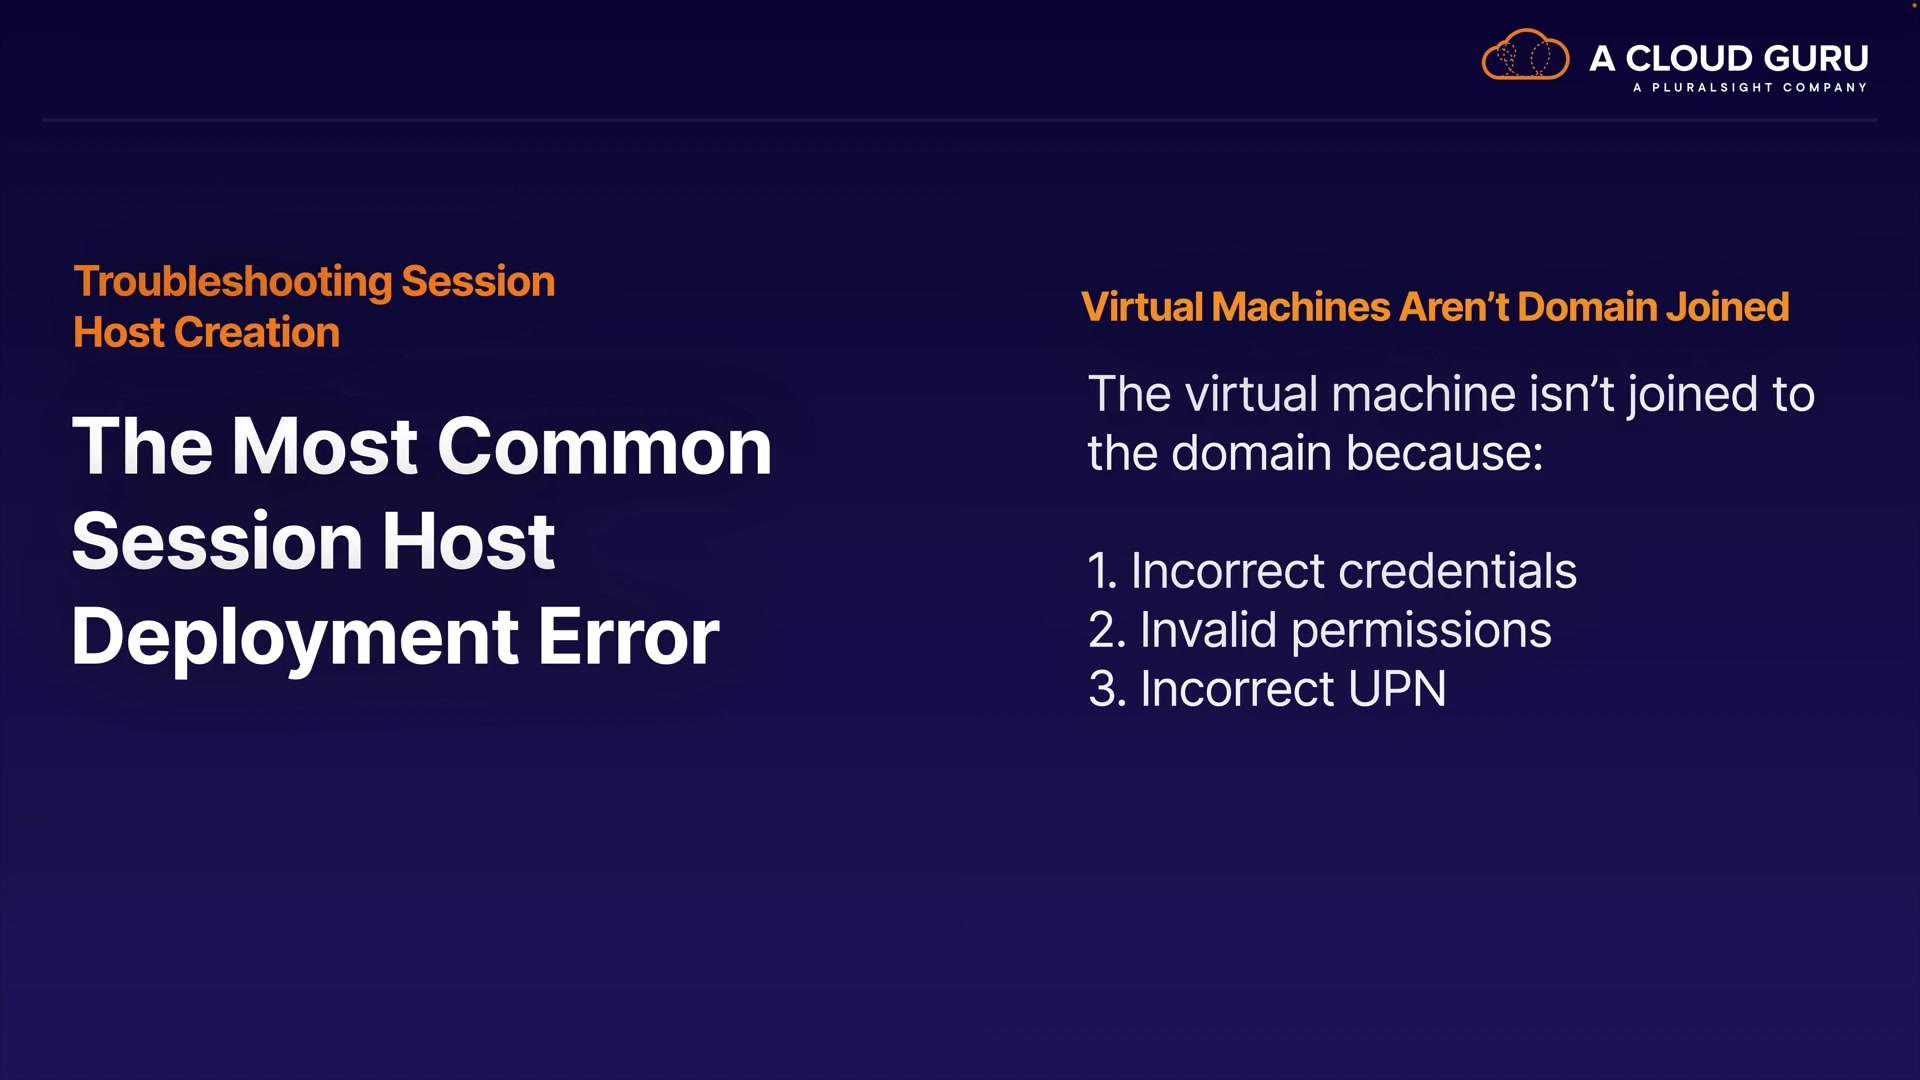 A CLOUD GURU
A PLURALSIGHT COMPANY
Troubleshooting Session
Host Creation
The Most Common
Session Host
Deployment Error
Virtual Machines Aren’t Domain Joined
The virtual machine isn’t joined to
the domain because:
1. Incorrect credentials
2. Invalid permissions
3. Incorrect UPN